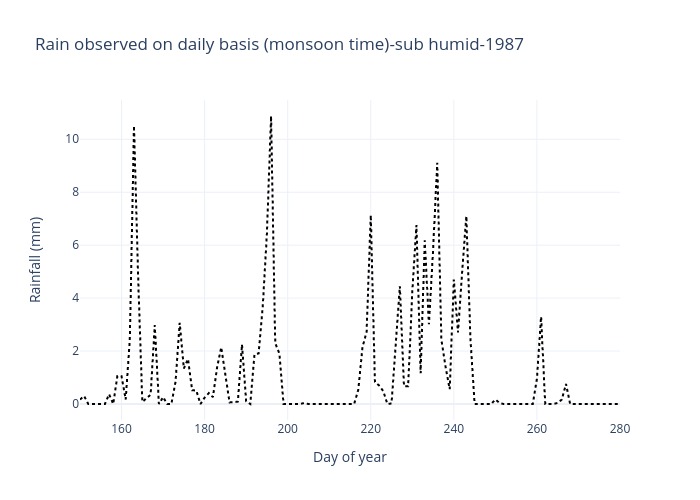 Rain observed on daily basis (monsoon time)-sub humid-1987
10
8
6
4
2
0
Rainfall (mm)
160 180 200 220 240 260 280
Day of year